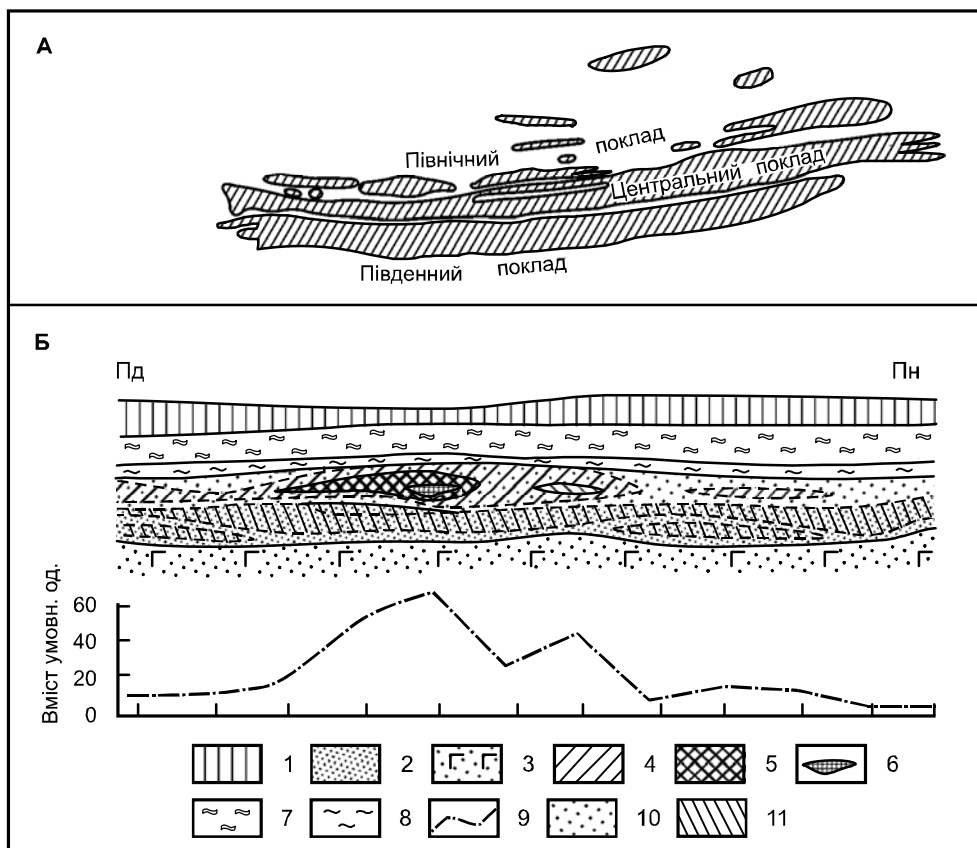 А
Північний поклад
Центральний поклад
Південний поклад
Б
Пд Пн
Вміст умовн. од.
60
40
20
0
1 2 3 4 5 6
7 8 9 10 11